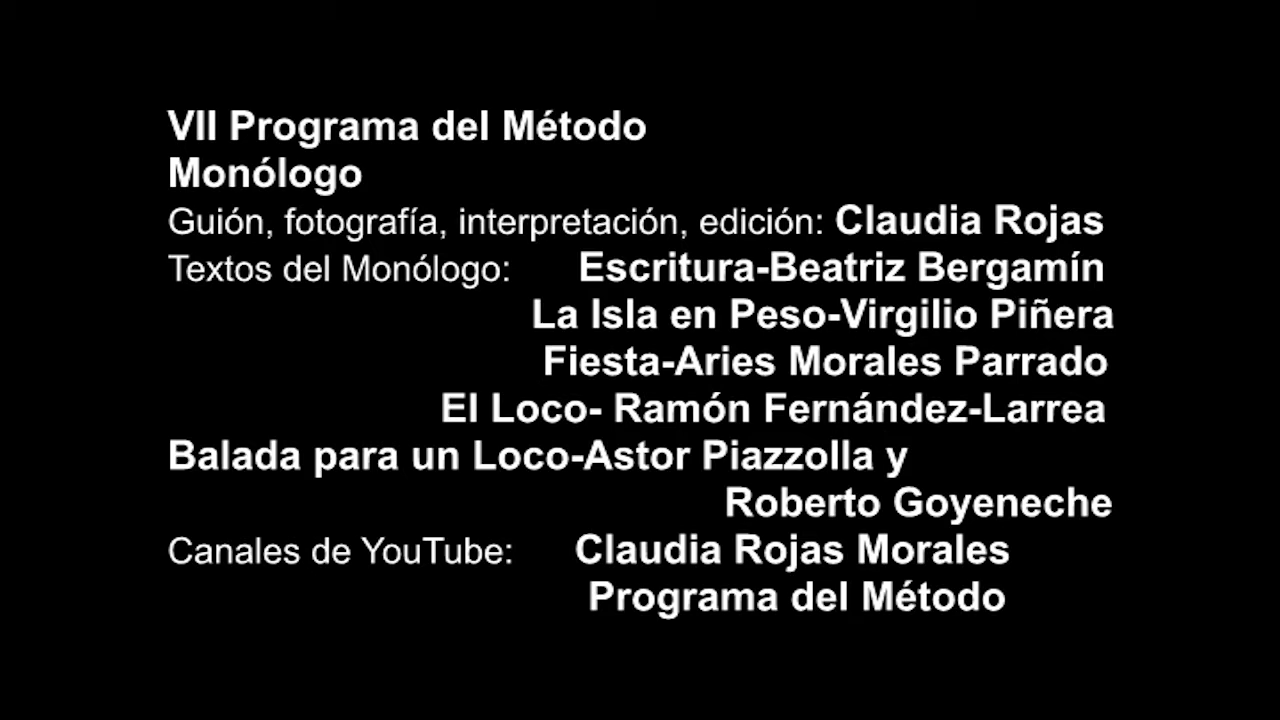 VII Programa del Método
Monólogo
Guión, fotografía, interpretación, edición: Claudia Rojas
Textos del Monólogo: Escritura-Beatriz Bergamín
La Isla en Peso-Virgilio Piñera
Fiesta-Aries Morales Parrado
El Loco- Ramón Fernández-Larrea
Balada para un Loco-Astor Piazzolla y
Roberto Goyeneche
Canales de YouTube: Claudia Rojas Morales
Programa del Método